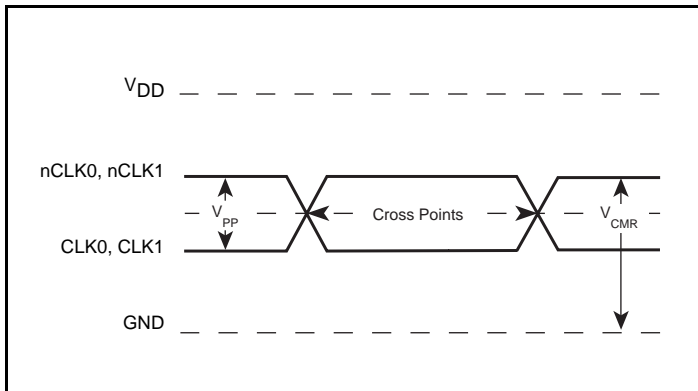 VDD
nCLK0, nCLK1
VPP
Cross Points
VCMR
CLK0, CLK1
GND